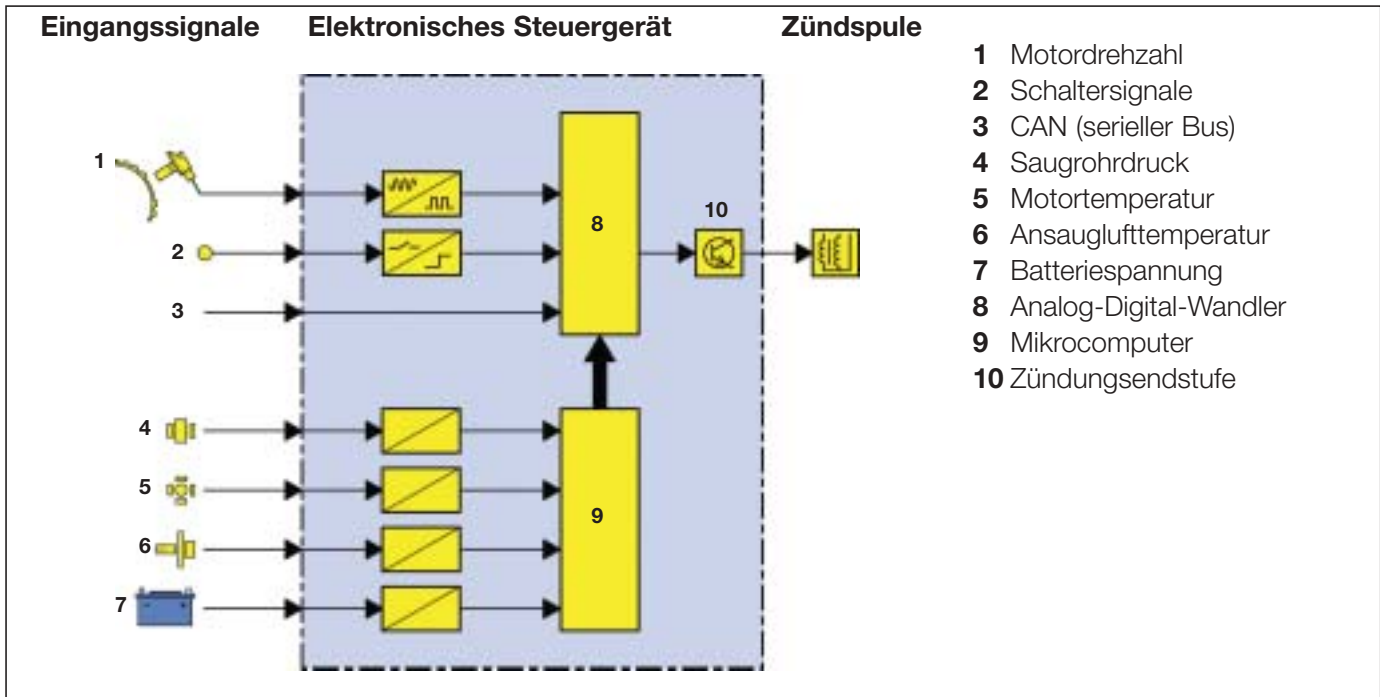 Eingangssignale Elektronisches Steuergerät Zündspule
1 Motordrehzahl
2 Schaltersignale
3 CAN (serieller Bus)
4 Saugrohrdruck
5 Motortemperatur
6 Ansauglufttemperatur
7 Batteriespannung
8 Analog-Digital-Wandler
9 Mikrocomputer
10 Zündungsendstufe
1
2
3
4
5
6
7
8
9
10